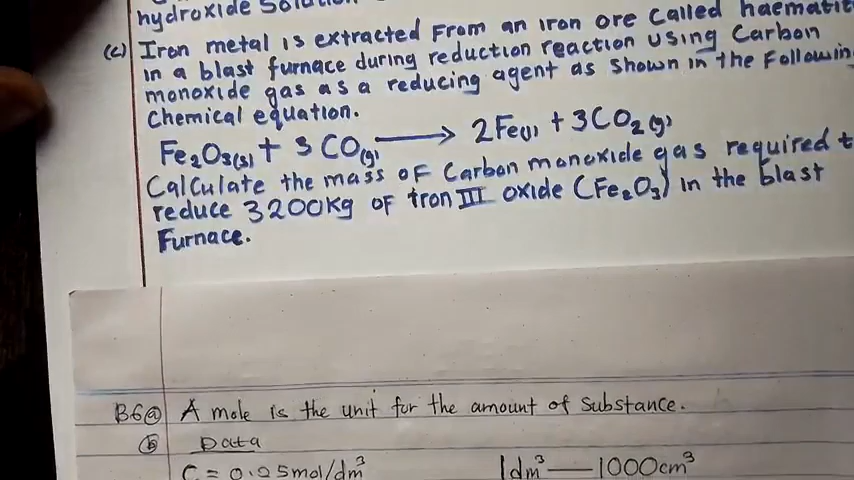 hydroxide Solution
(c) Iron metal is extracted From an iron ore called haematite
in a blast furnace during reduction reaction using Carbon
monoxide gas as a reducing agent as shown in the Followin
Chemical equation.
Fe₂O₃(s) + 3CO(g) → 2Fe(l) + 3CO₂(g)
Calculate the mass oF Carbon monoxide gas required t
reduce 3200Kg oF iron III oxide (Fe₂O₃) in the blast
Furnace.
B6(a) A mole is the unit for the amount of Substance.
(b) Data
C = 0.25mol/dm³ 1dm³ — 1000cm³